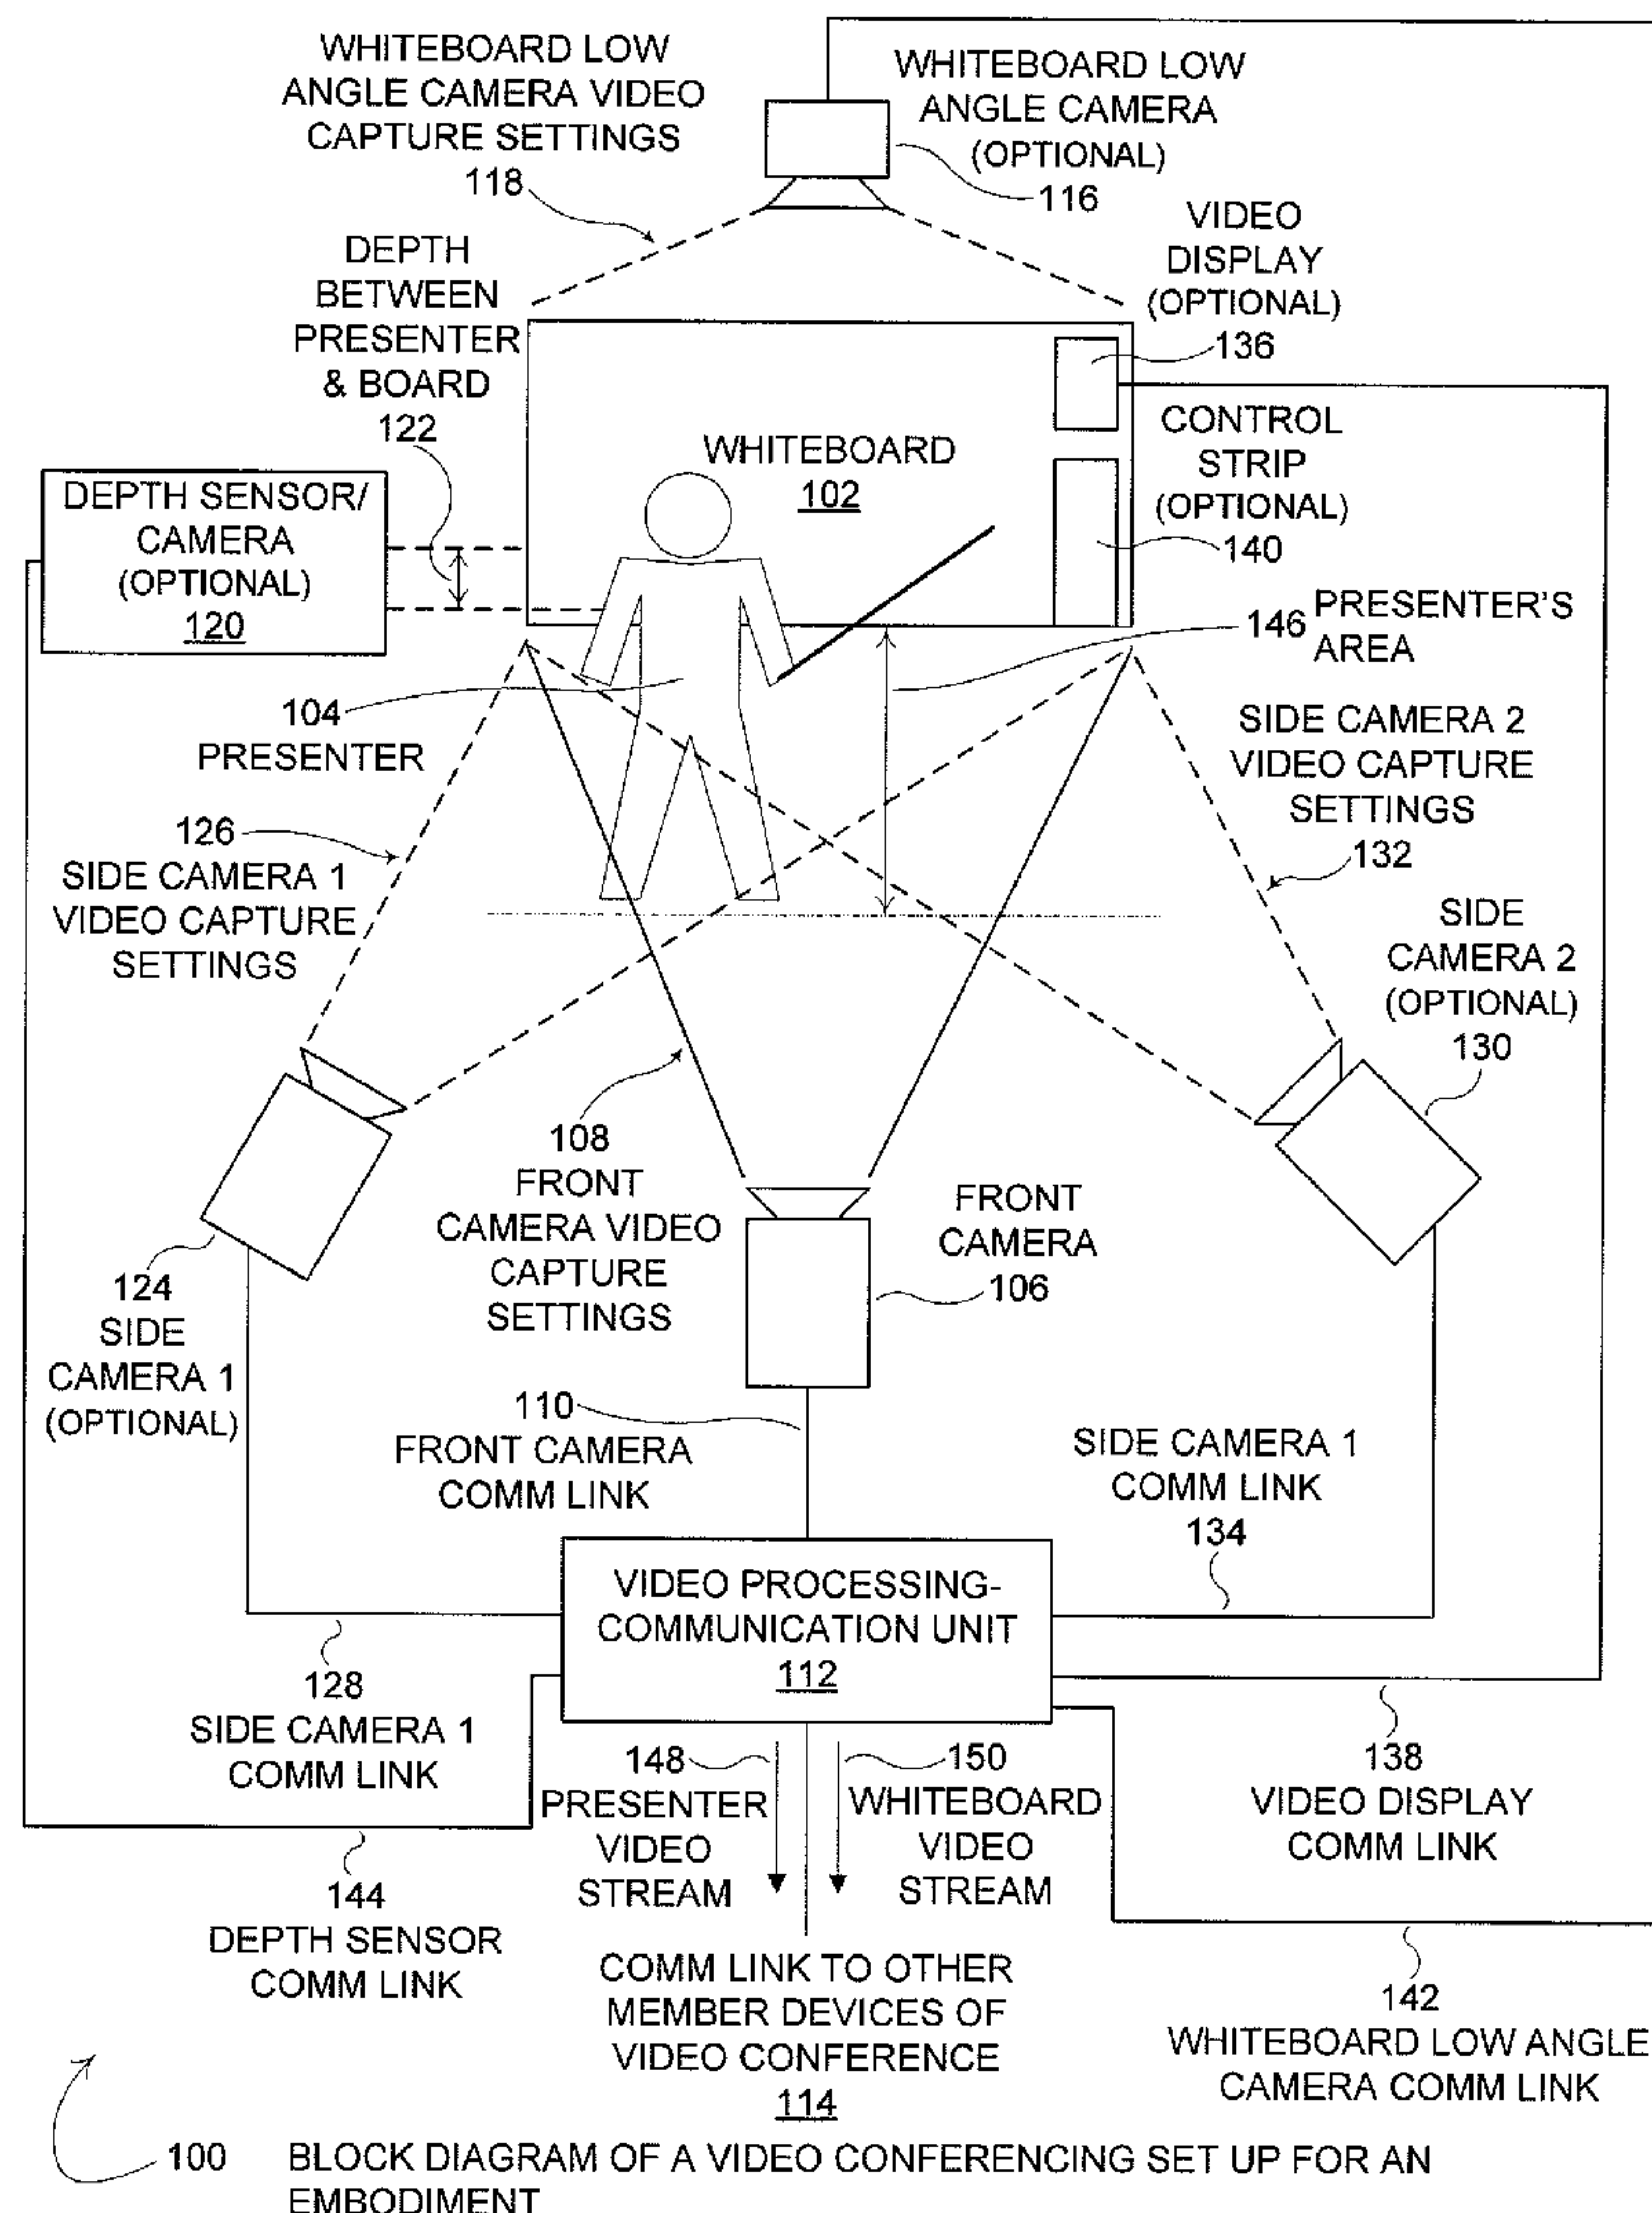 WHITEBOARD LOW
ANGLE CAMERA VIDEO
CAPTURE SETTINGS
118
WHITEBOARD LOW
ANGLE CAMERA
(OPTIONAL)
116
VIDEO
DISPLAY
(OPTIONAL)
136
DEPTH
BETWEEN
PRESENTER
& BOARD
122
WHITEBOARD
102
CONTROL
STRIP
(OPTIONAL)
140
DEPTH SENSOR/
CAMERA
(OPTIONAL)
120
146 PRESENTER'S
AREA
104
PRESENTER
SIDE CAMERA 2
VIDEO CAPTURE
SETTINGS
132
126
SIDE CAMERA 1
VIDEO CAPTURE
SETTINGS
SIDE
CAMERA 2
(OPTIONAL)
130
108
FRONT
CAMERA VIDEO
CAPTURE
SETTINGS
FRONT
CAMERA
106
124
SIDE
CAMERA 1
(OPTIONAL)
110
FRONT CAMERA
COMM LINK
SIDE CAMERA 1
COMM LINK
134
VIDEO PROCESSING-
COMMUNICATION UNIT
112
128
SIDE CAMERA 1
COMM LINK
148
PRESENTER
VIDEO
STREAM
150
WHITEBOARD
VIDEO
STREAM
138
VIDEO DISPLAY
COMM LINK
144
DEPTH SENSOR
COMM LINK
COMM LINK TO OTHER
MEMBER DEVICES OF
VIDEO CONFERENCE
114
142
WHITEBOARD LOW ANGLE
CAMERA COMM LINK
100 BLOCK DIAGRAM OF A VIDEO CONFERENCING SET UP FOR AN
EMBODIMENT